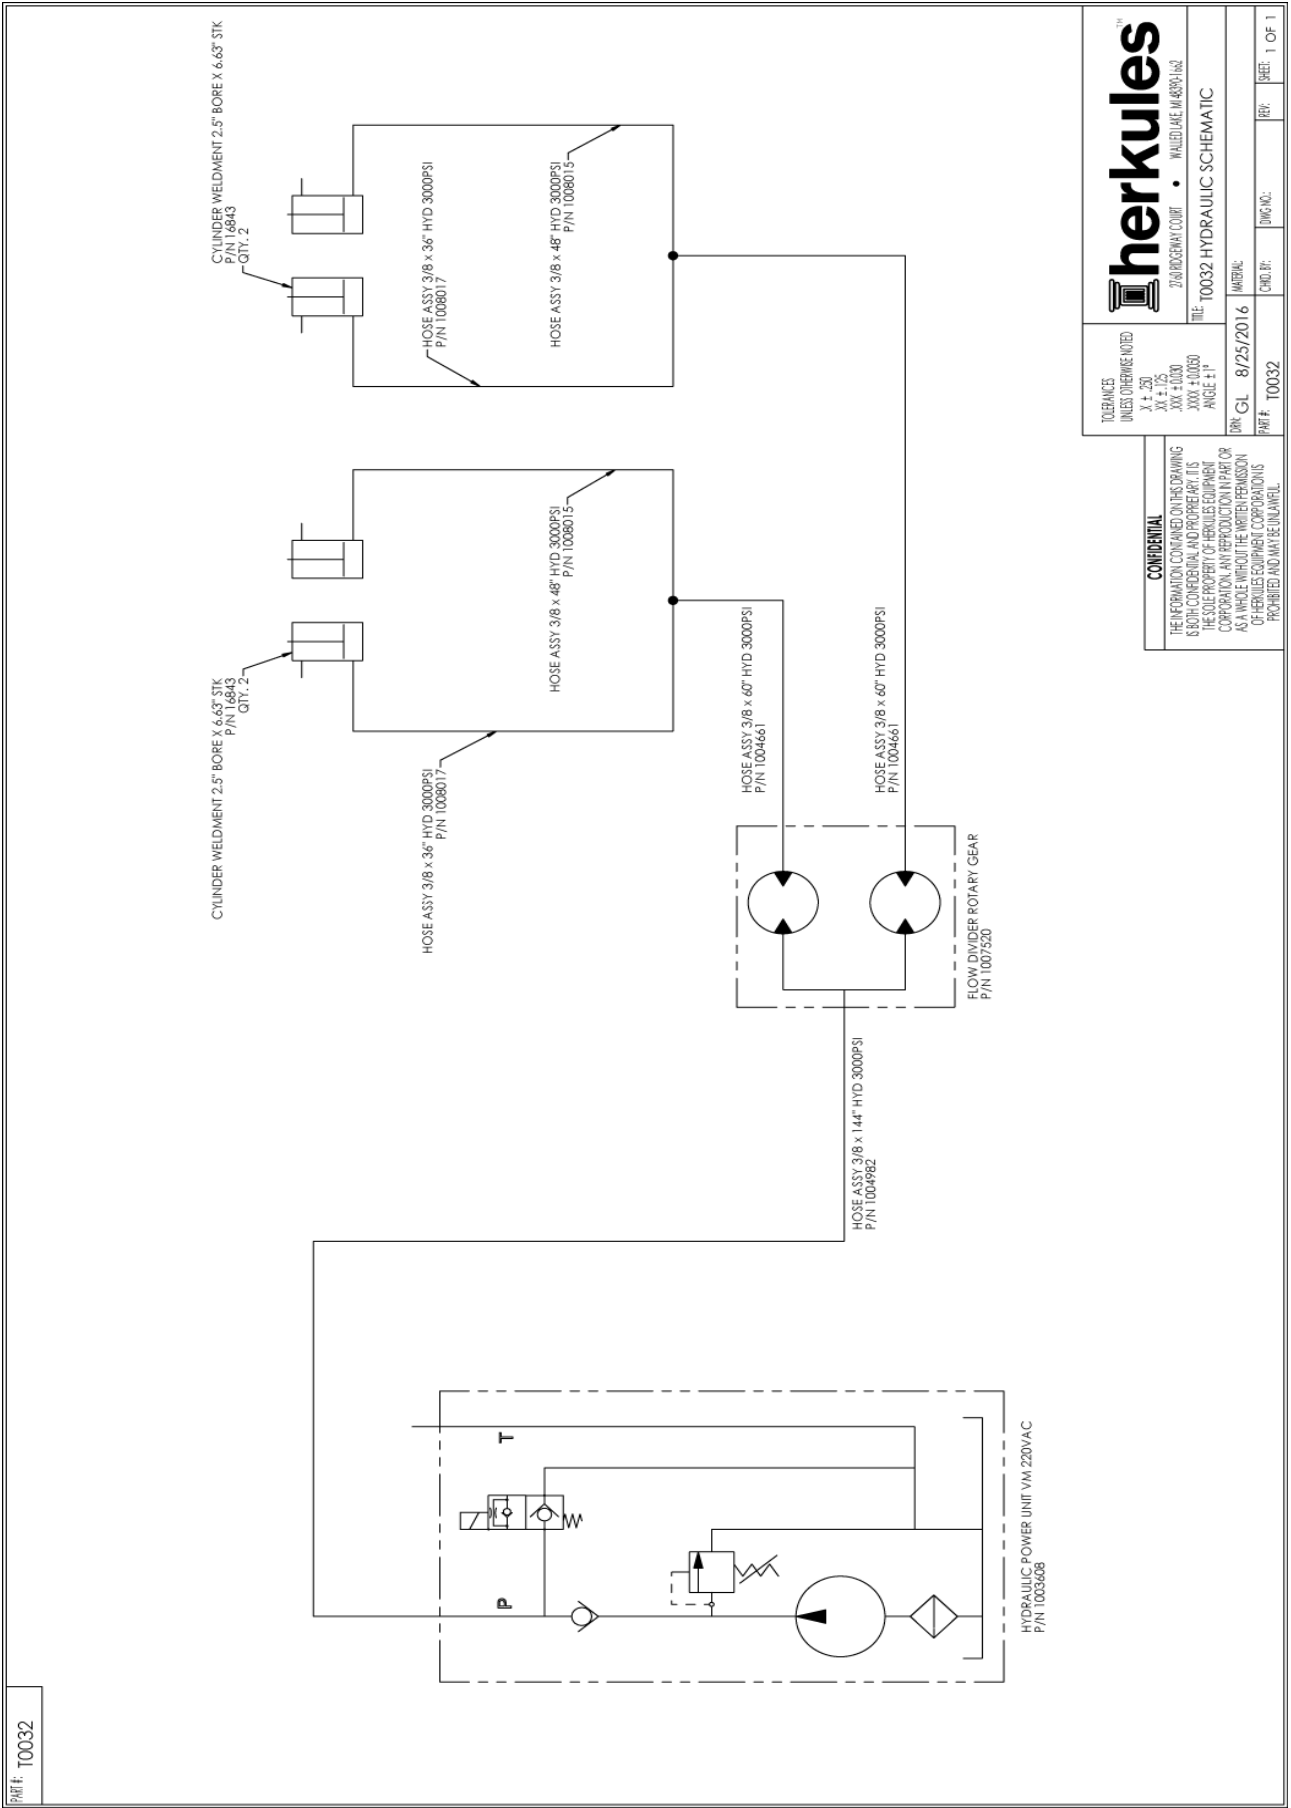 PART #: T0032
CYLINDER WELDMENT 2.5" BORE X 6.63" STK
P/N 16843
QTY. 2
CYLINDER WELDMENT 2.5" BORE X 6.63" STK
P/N 16843
QTY. 2
HOSE ASSY 3/8 x 36" HYD 3000PSI
P/N 1008017
HOSE ASSY 3/8 x 48" HYD 3000PSI
P/N 1008015
HOSE ASSY 3/8 x 36" HYD 3000PSI
P/N 1008017
HOSE ASSY 3/8 x 48" HYD 3000PSI
P/N 1008015
HOSE ASSY 3/8 x 60" HYD 3000PSI
P/N 1004661
HOSE ASSY 3/8 x 60" HYD 3000PSI
P/N 1004661
FLOW DIVIDER ROTARY GEAR
P/N 1007520
HOSE ASSY 3/8 x 144" HYD 3000PSI
P/N 1004982
P
T
HYDRAULIC POWER UNIT VM 220VAC
P/N 1003608
CONFIDENTIAL
THE INFORMATION CONTAINED ON THIS DRAWING
IS BOTH CONFIDENTIAL AND PROPRIETARY. IT IS
THE SOLE PROPERTY OF HERKULES EQUIPMENT
CORPORATION. ANY REPRODUCTION IN PART OR
AS A WHOLE WITHOUT THE WRITTEN PERMISSION
OF HERKULES EQUIPMENT CORPORATION IS
PROHIBITED AND MAY BE UNLAWFUL.
TOLERANCES
UNLESS OTHERWISE NOTED
.X ± .250
.XX ± .125
.XXX ± 0.030
.XXXX ± 0.0050
ANGLE ± 1°
herkules™
2760 RIDGEWAY COURT • WALLED LAKE, MI 48390-1662
TITLE: T0032 HYDRAULIC SCHEMATIC
DRN: GL 8/25/2016 MATERIAL:
PART #: T0032 CHKD. BY: DWG NO.: REV: SHEET: 1 OF 1